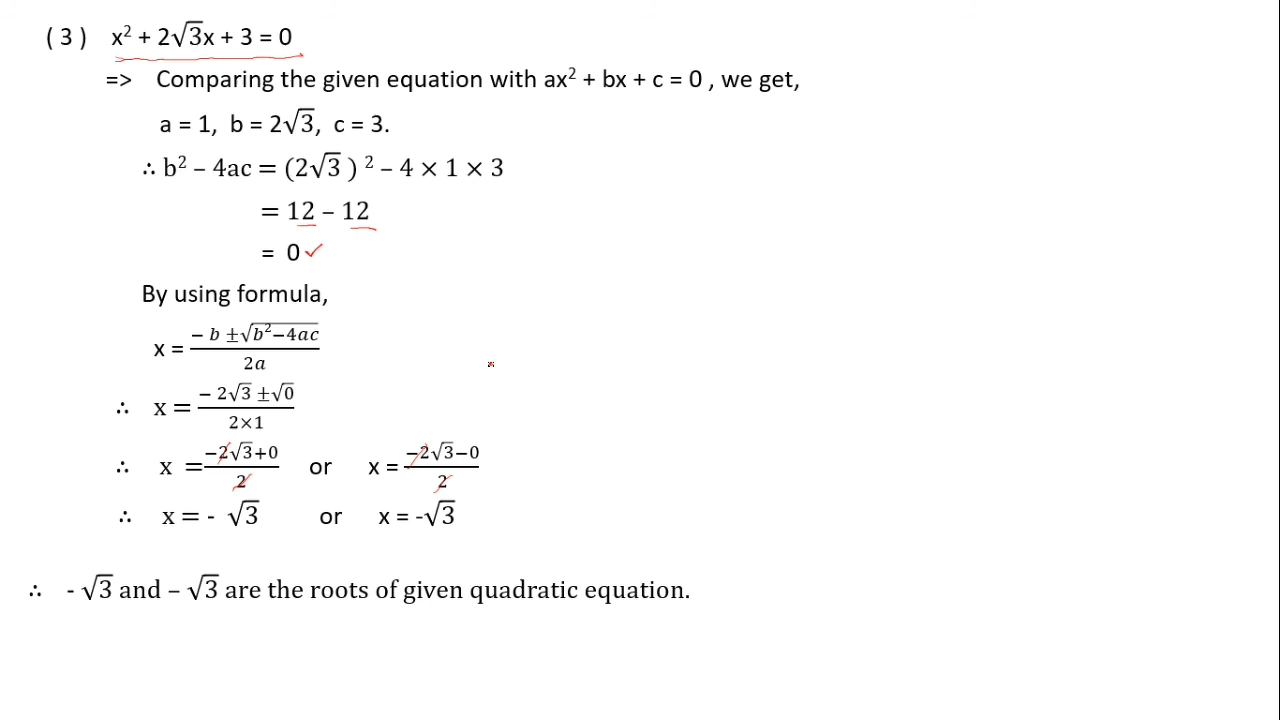 ( 3 ) x² + 2√3x + 3 = 0
=> Comparing the given equation with ax² + bx + c = 0 , we get,
a = 1, b = 2√3, c = 3.
∴ b² – 4ac = (2√3 ) ² – 4 × 1 × 3
= 12 – 12
= 0 ✓
By using formula,
x = (− b ±√(b²−4ac))/(2a)
∴ x = (− 2√3 ±√0)/(2×1)
∴ x = (−2√3+0)/2 or x = (−2√3−0)/2
∴ x = - √3 or x = -√3
∴ - √3 and – √3 are the roots of given quadratic equation.